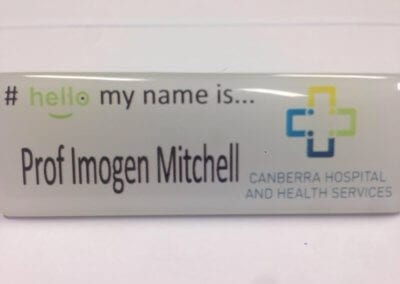 # hello my name is...
Prof Imogen Mitchell
CANBERRA HOSPITAL
AND HEALTH SERVICES